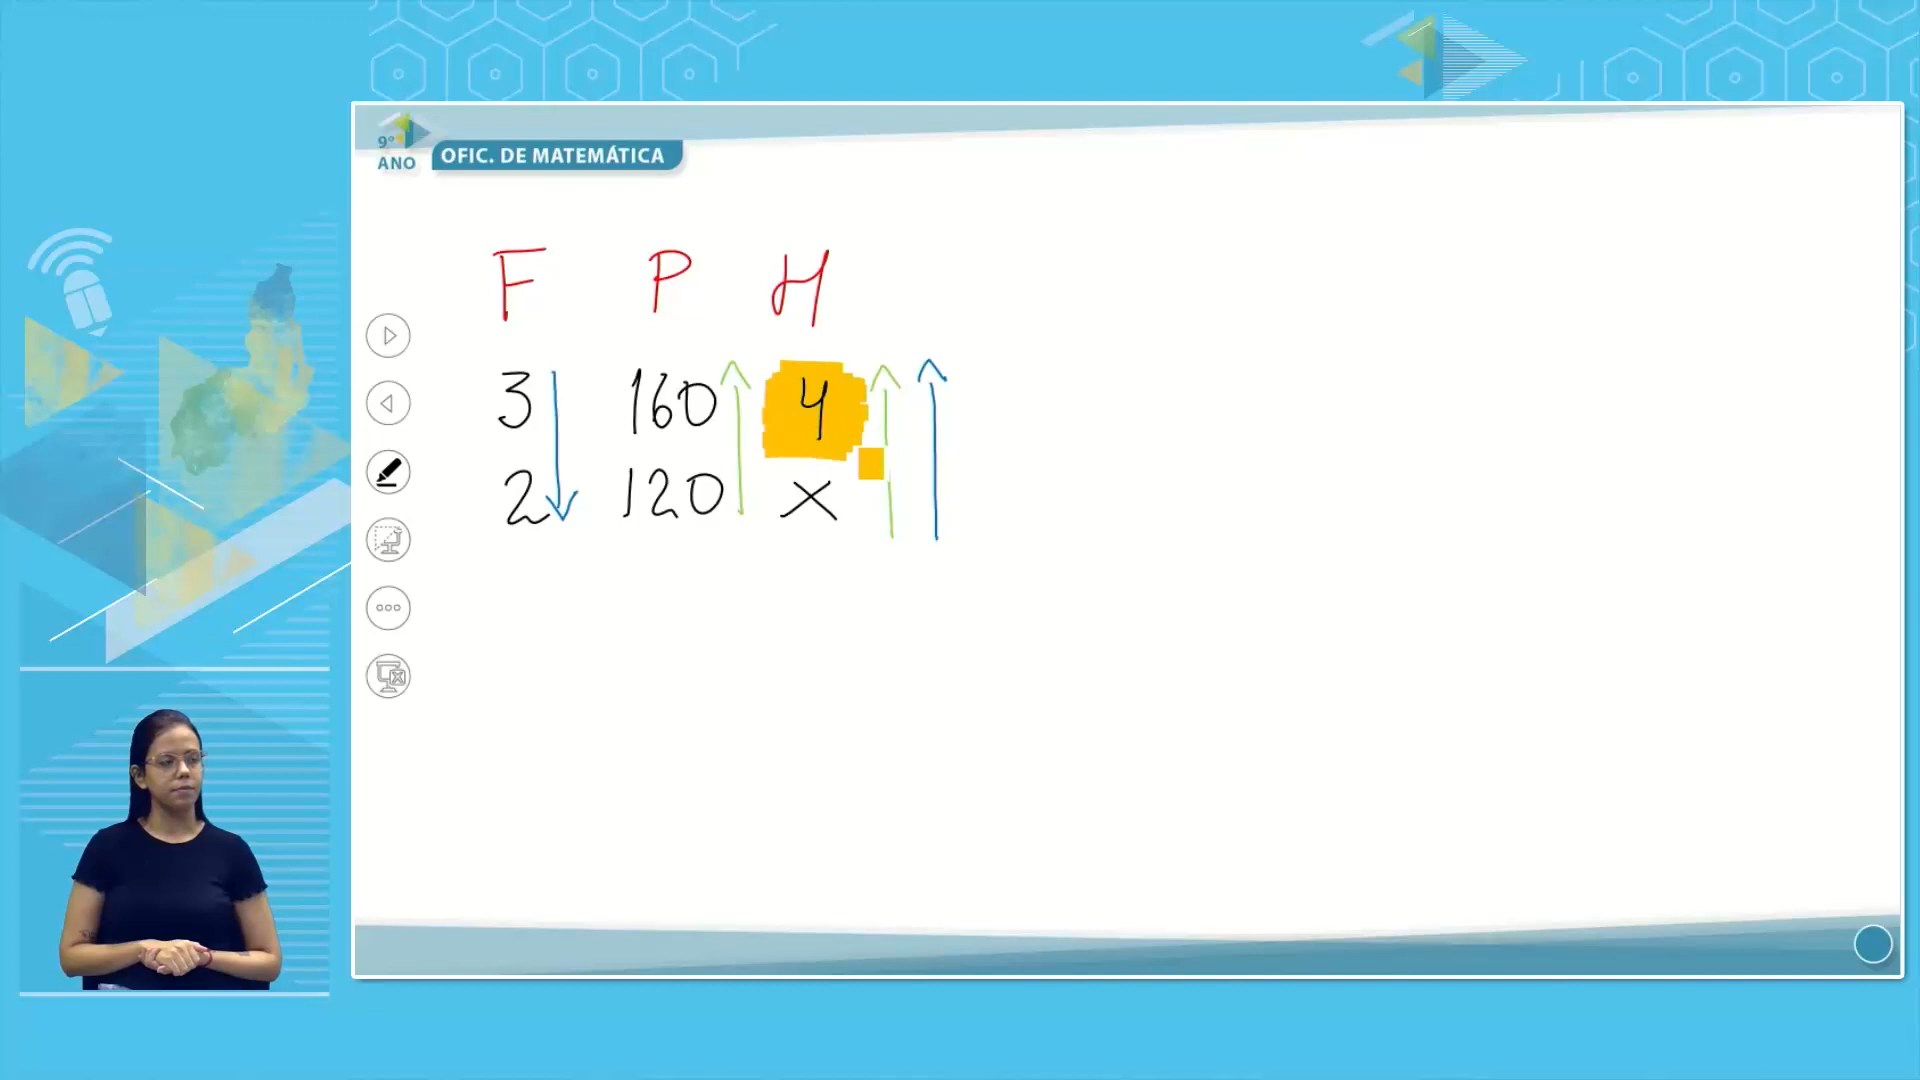 9º
ANO
OFIC. DE MATEMÁTICA
F P H
3 160 4
2 120 x